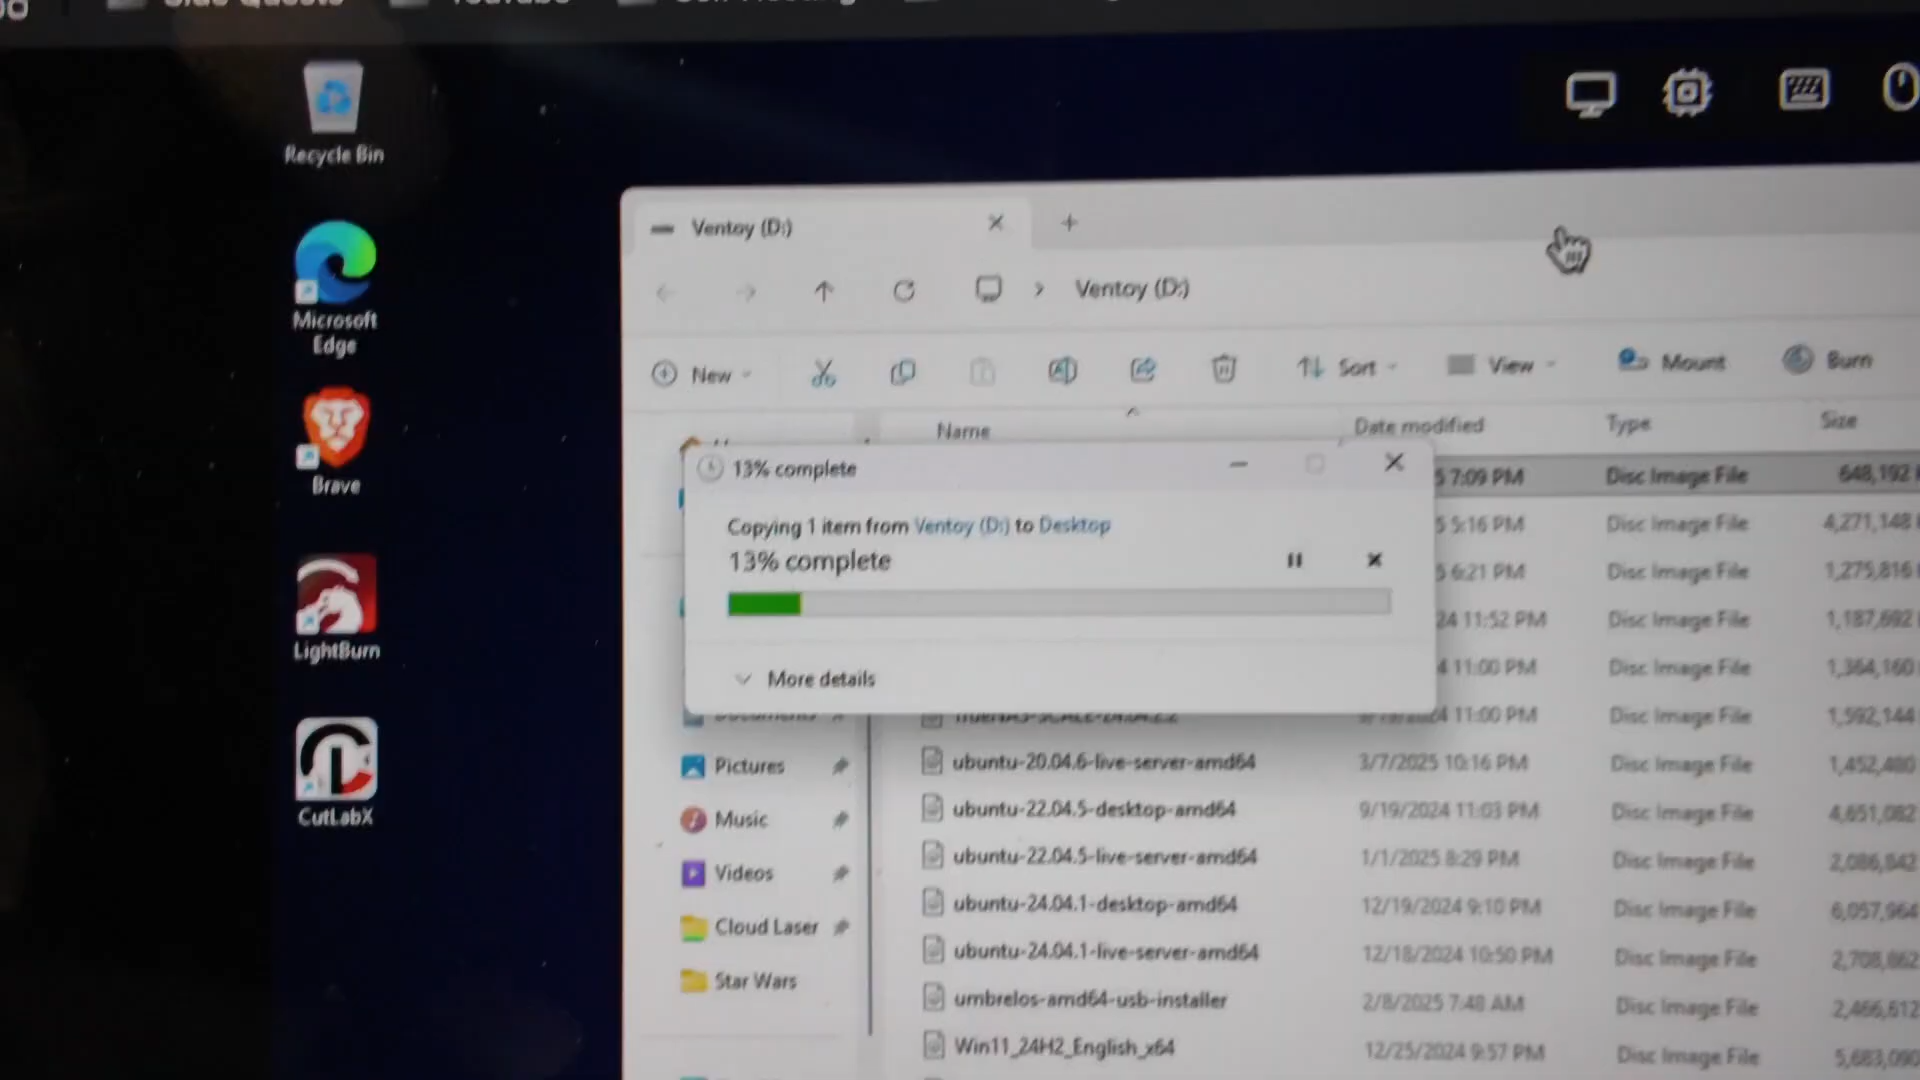 Recycle Bin
Microsoft
Edge
Brave
LightBurn
CutLabX
Ventoy (D:)
Ventoy (D:)
New
Sort
View
Mount
Burn
Name
Date modified
Type
Size
13% complete
Copying 1 item from Ventoy (D:) to Desktop
13% complete
More details
5 7:09 PM Disc Image File 648,192
5 5:16 PM Disc Image File 4,271,148
5 6:21 PM Disc Image File 1,275,816
24 11:52 PM Disc Image File 1,187,692
4 11:00 PM Disc Image File 1,364,160
4 11:00 PM Disc Image File 1,592,144
Pictures
Music
Videos
Cloud Laser
Star Wars
ubuntu-20.04.6-live-server-amd64 3/7/2025 10:16 PM Disc Image File 1,452,480
ubuntu-22.04.5-desktop-amd64 9/19/2024 11:03 PM Disc Image File 4,651,082
ubuntu-22.04.5-live-server-amd64 1/1/2025 8:29 PM Disc Image File 2,086,842
ubuntu-24.04.1-desktop-amd64 12/19/2024 9:10 PM Disc Image File 6,057,964
ubuntu-24.04.1-live-server-amd64 12/18/2024 10:50 PM Disc Image File 2,708,862
umbrelos-amd64-usb-installer 2/8/2025 7:48 AM Disc Image File 2,466,612
Win11_24H2_English_x64 12/25/2024 9:57 PM Disc Image File 5,683,090